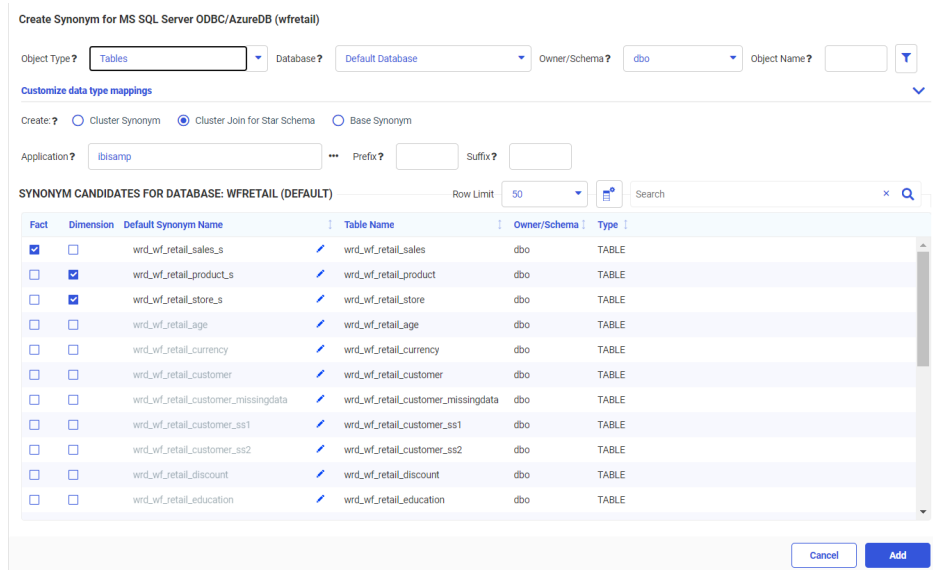 Create Synonym for MS SQL Server ODBC/AzureDB (wfretail)
Object Type? Tables Database? Default Database Owner/Schema? dbo Object Name?
Customize data type mappings
Create: ? Cluster Synonym Cluster Join for Star Schema Base Synonym
Application? ibisamp ••• Prefix? Suffix?
SYNONYM CANDIDATES FOR DATABASE: WFRETAIL (DEFAULT) Row Limit 50 Search
Fact Dimension Default Synonym Name Table Name Owner/Schema Type
wrd_wf_retail_sales_s wrd_wf_retail_sales dbo TABLE
wrd_wf_retail_product_s wrd_wf_retail_product dbo TABLE
wrd_wf_retail_store_s wrd_wf_retail_store dbo TABLE
wrd_wf_retail_age wrd_wf_retail_age dbo TABLE
wrd_wf_retail_currency wrd_wf_retail_currency dbo TABLE
wrd_wf_retail_customer wrd_wf_retail_customer dbo TABLE
wrd_wf_retail_customer_missingdata wrd_wf_retail_customer_missingdata dbo TABLE
wrd_wf_retail_customer_ss1 wrd_wf_retail_customer_ss1 dbo TABLE
wrd_wf_retail_customer_ss2 wrd_wf_retail_customer_ss2 dbo TABLE
wrd_wf_retail_discount wrd_wf_retail_discount dbo TABLE
wrd_wf_retail_education wrd_wf_retail_education dbo TABLE
Cancel Add